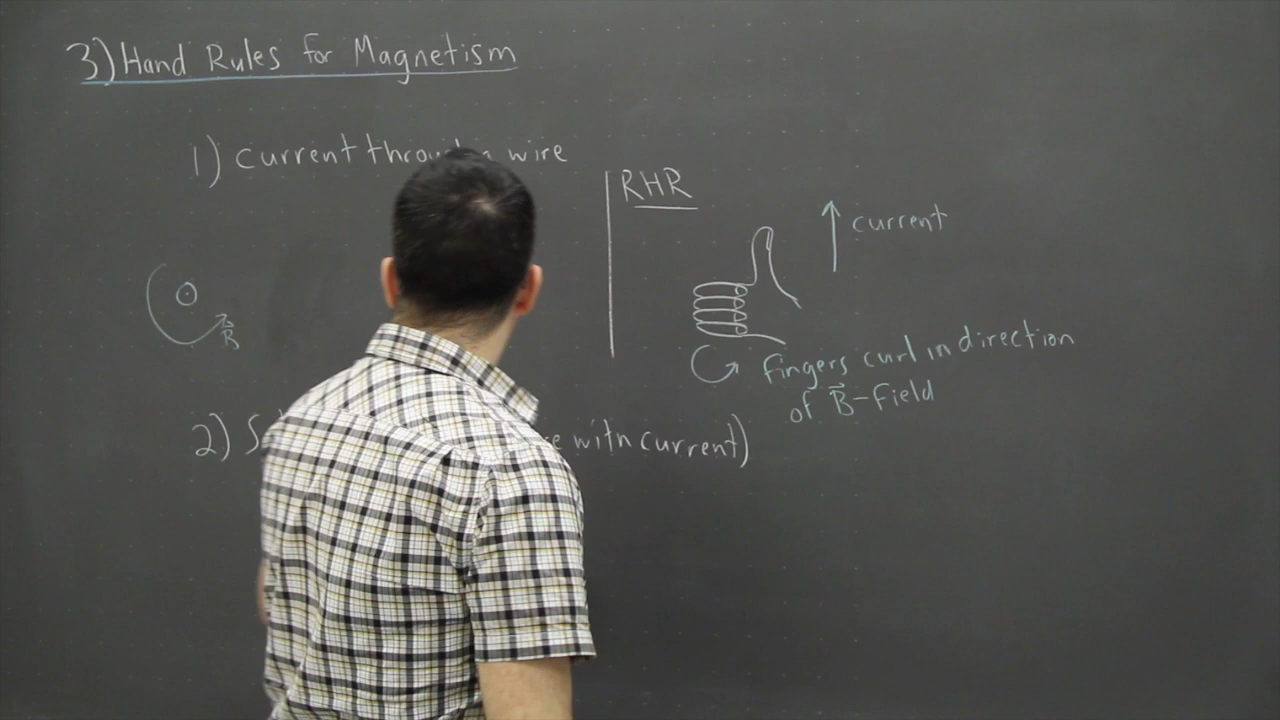 3) Hand Rules for Magnetism
1) current through a wire
RHR
current
B
fingers curl in direction
of B-field
2) with current)